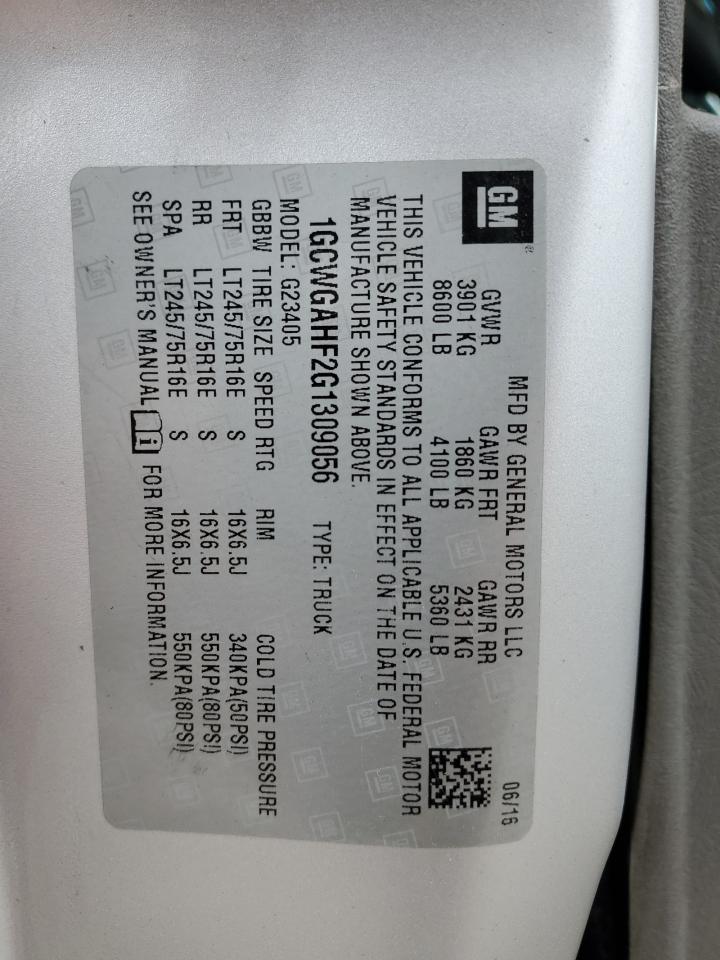 GM
MFD BY GENERAL MOTORS LLC 06/16
GVWR GAWR FRT GAWR RR
3901 KG 1860 KG 2431 KG
8600 LB 4100 LB 5360 LB
THIS VEHICLE CONFORMS TO ALL APPLICABLE U.S. FEDERAL MOTOR
VEHICLE SAFETY STANDARDS IN EFFECT ON THE DATE OF
MANUFACTURE SHOWN ABOVE.
1GCWGAHF2G1309056 TYPE: TRUCK
MODEL: G23405
GBBW TIRE SIZE SPEED RTG RIM COLD TIRE PRESSURE
FRT LT245/75R16E S 16X6.5J 340KPA(50PSI)
RR LT245/75R16E S 16X6.5J 550KPA(80PSI)
SPA LT245/75R16E S 16X6.5J 550KPA(80PSI)
SEE OWNER'S MANUAL i FOR MORE INFORMATION.